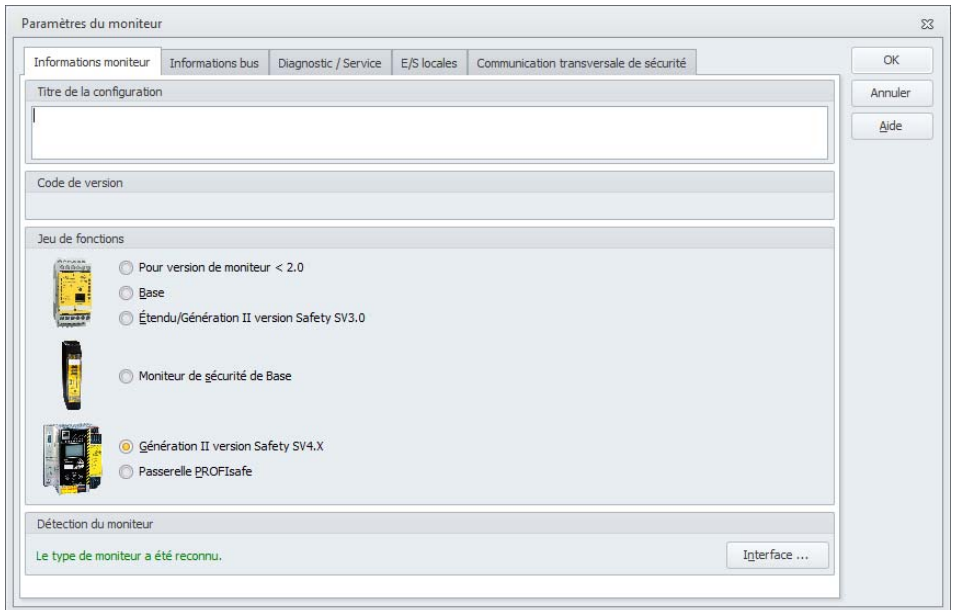 Paramètres du moniteur
Informations moniteur
Informations bus
Diagnostic / Service
E/S locales
Communication transversale de sécurité
OK
Annuler
Aide
Titre de la configuration
Code de version
Jeu de fonctions
Pour version de moniteur < 2.0
Base
Étendu/Génération II version Safety SV3.0
Moniteur de sécurité de Base
Génération II version Safety SV4.X
Passerelle PROFIsafe
Détection du moniteur
Le type de moniteur a été reconnu.
Interface ...